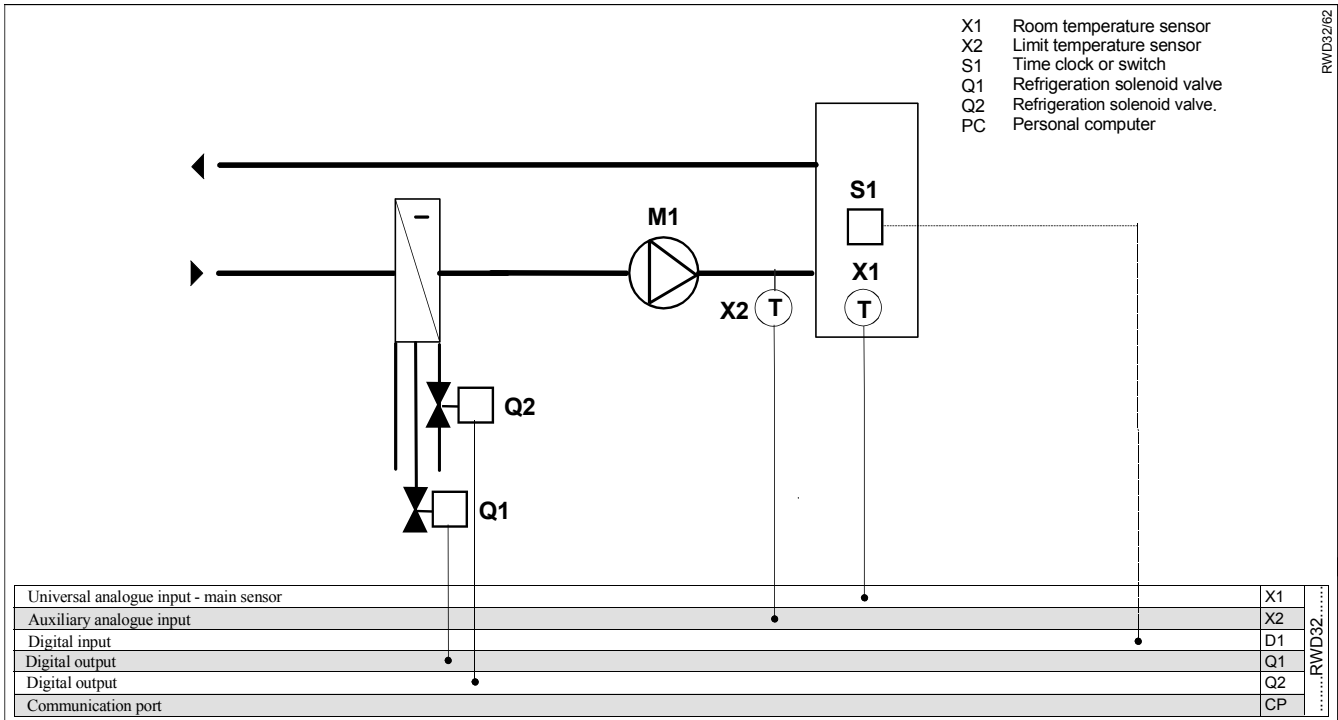 RWD32/62
X1 Room temperature sensor
X2 Limit temperature sensor
S1 Time clock or switch
Q1 Refrigeration solenoid valve
Q2 Refrigeration solenoid valve.
PC Personal computer
S1
M1
X1
X2
T
T
Q2
Q1
Universal analogue input - main sensor X1
Auxiliary analogue input X2
Digital input D1
Digital output Q1
Digital output Q2
Communication port CP
.......RWD32.......